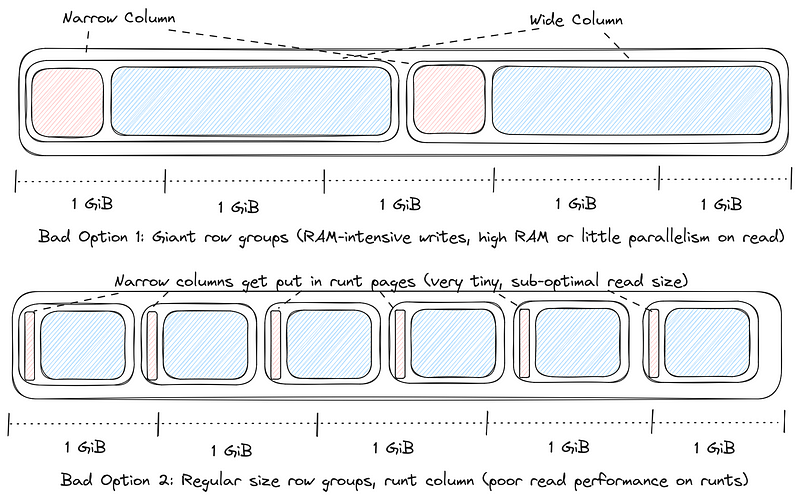 Narrow Column
Wide Column
1 GiB
1 GiB
1 GiB
1 GiB
1 GiB
Bad Option 1: Giant row groups (RAM-intensive writes, high RAM or little parallelism on read)
Narrow columns get put in runt pages (very tiny, sub-optimal read size)
1 GiB
1 GiB
1 GiB
1 GiB
1 GiB
Bad Option 2: Regular size row groups, runt column (poor read performance on runts)